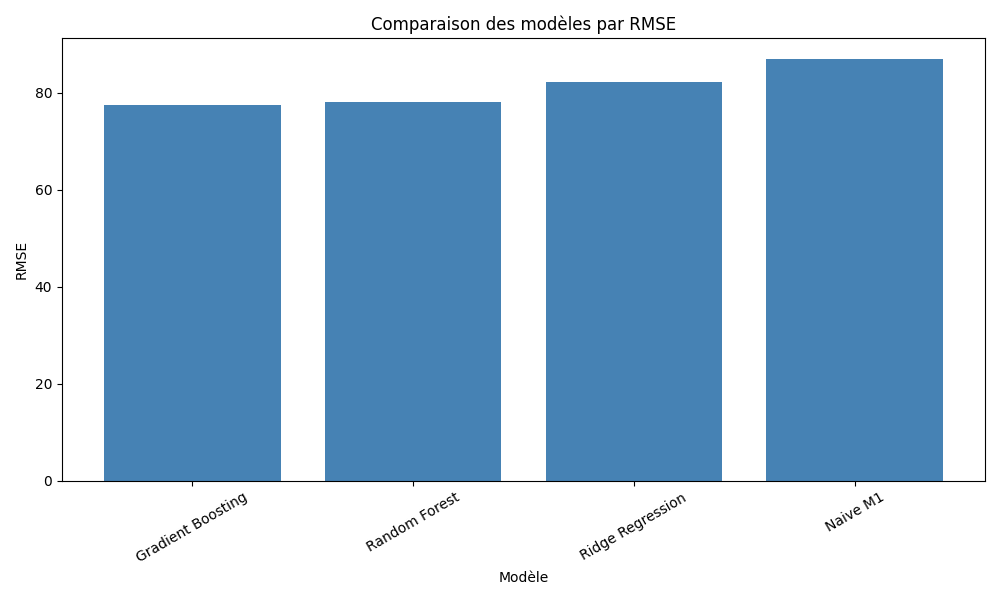 Comparaison des modèles par RMSE
RMSE
80
60
40
20
0
Gradient Boosting
Random Forest
Ridge Regression
Naive M1
Modèle